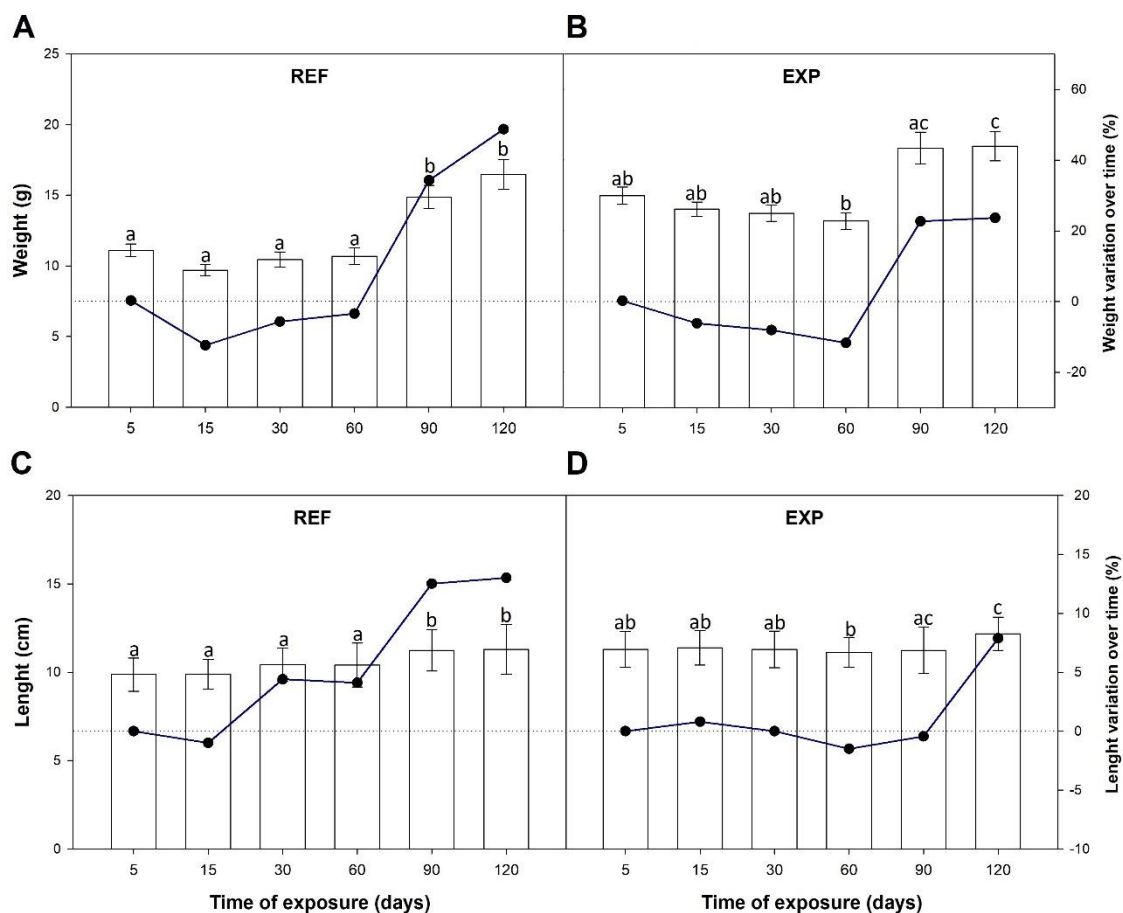 A
B
REF
EXP
25
20
15
10
5
0
Weight (g)
a
a
a
a
b
b
ab
ab
ab
b
ac
c
60
40
20
0
-20
Weight variation over time (%)
5 15 30 60 90 120
5 15 30 60 90 120
C
D
REF
EXP
20
15
10
5
0
Lenght (cm)
a
a
a
a
b
b
ab
ab
ab
b
ac
c
20
15
10
5
0
-5
-10
Lenght variation over time (%)
5 15 30 60 90 120
5 15 30 60 90 120
Time of exposure (days)
Time of exposure (days)